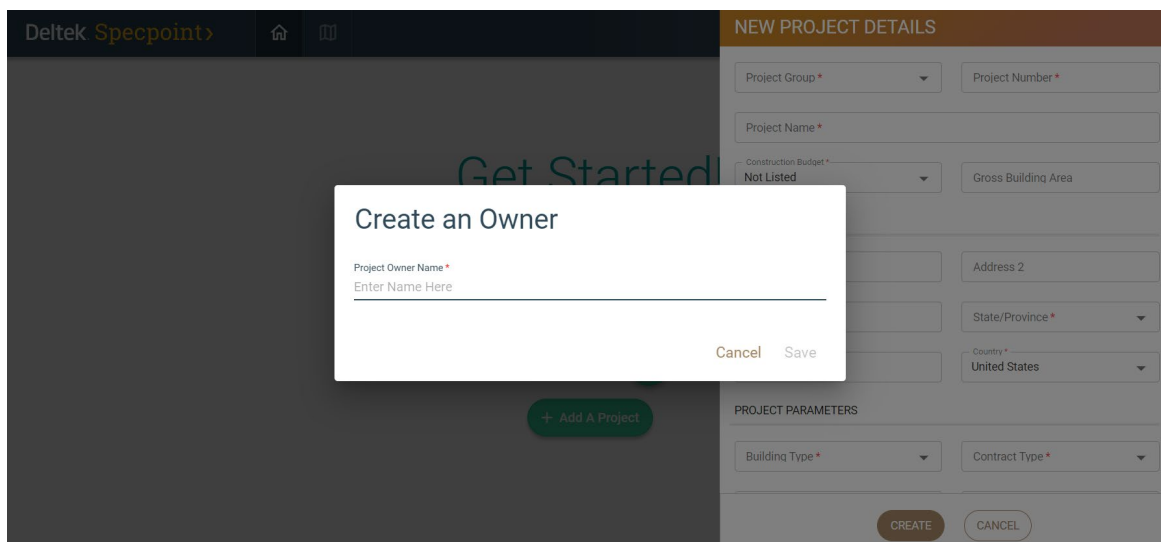 Deltek Specpoint>
NEW PROJECT DETAILS
Project Group *
Project Number *
Project Name *
Construction Budget *
Not Listed
Gross Building Area
Get Started!
Create an Owner
Project Owner Name *
Enter Name Here
Cancel
Save
Address 2
State/Province *
Country *
United States
+ Add A Project
PROJECT PARAMETERS
Building Type *
Contract Type *
CREATE
CANCEL